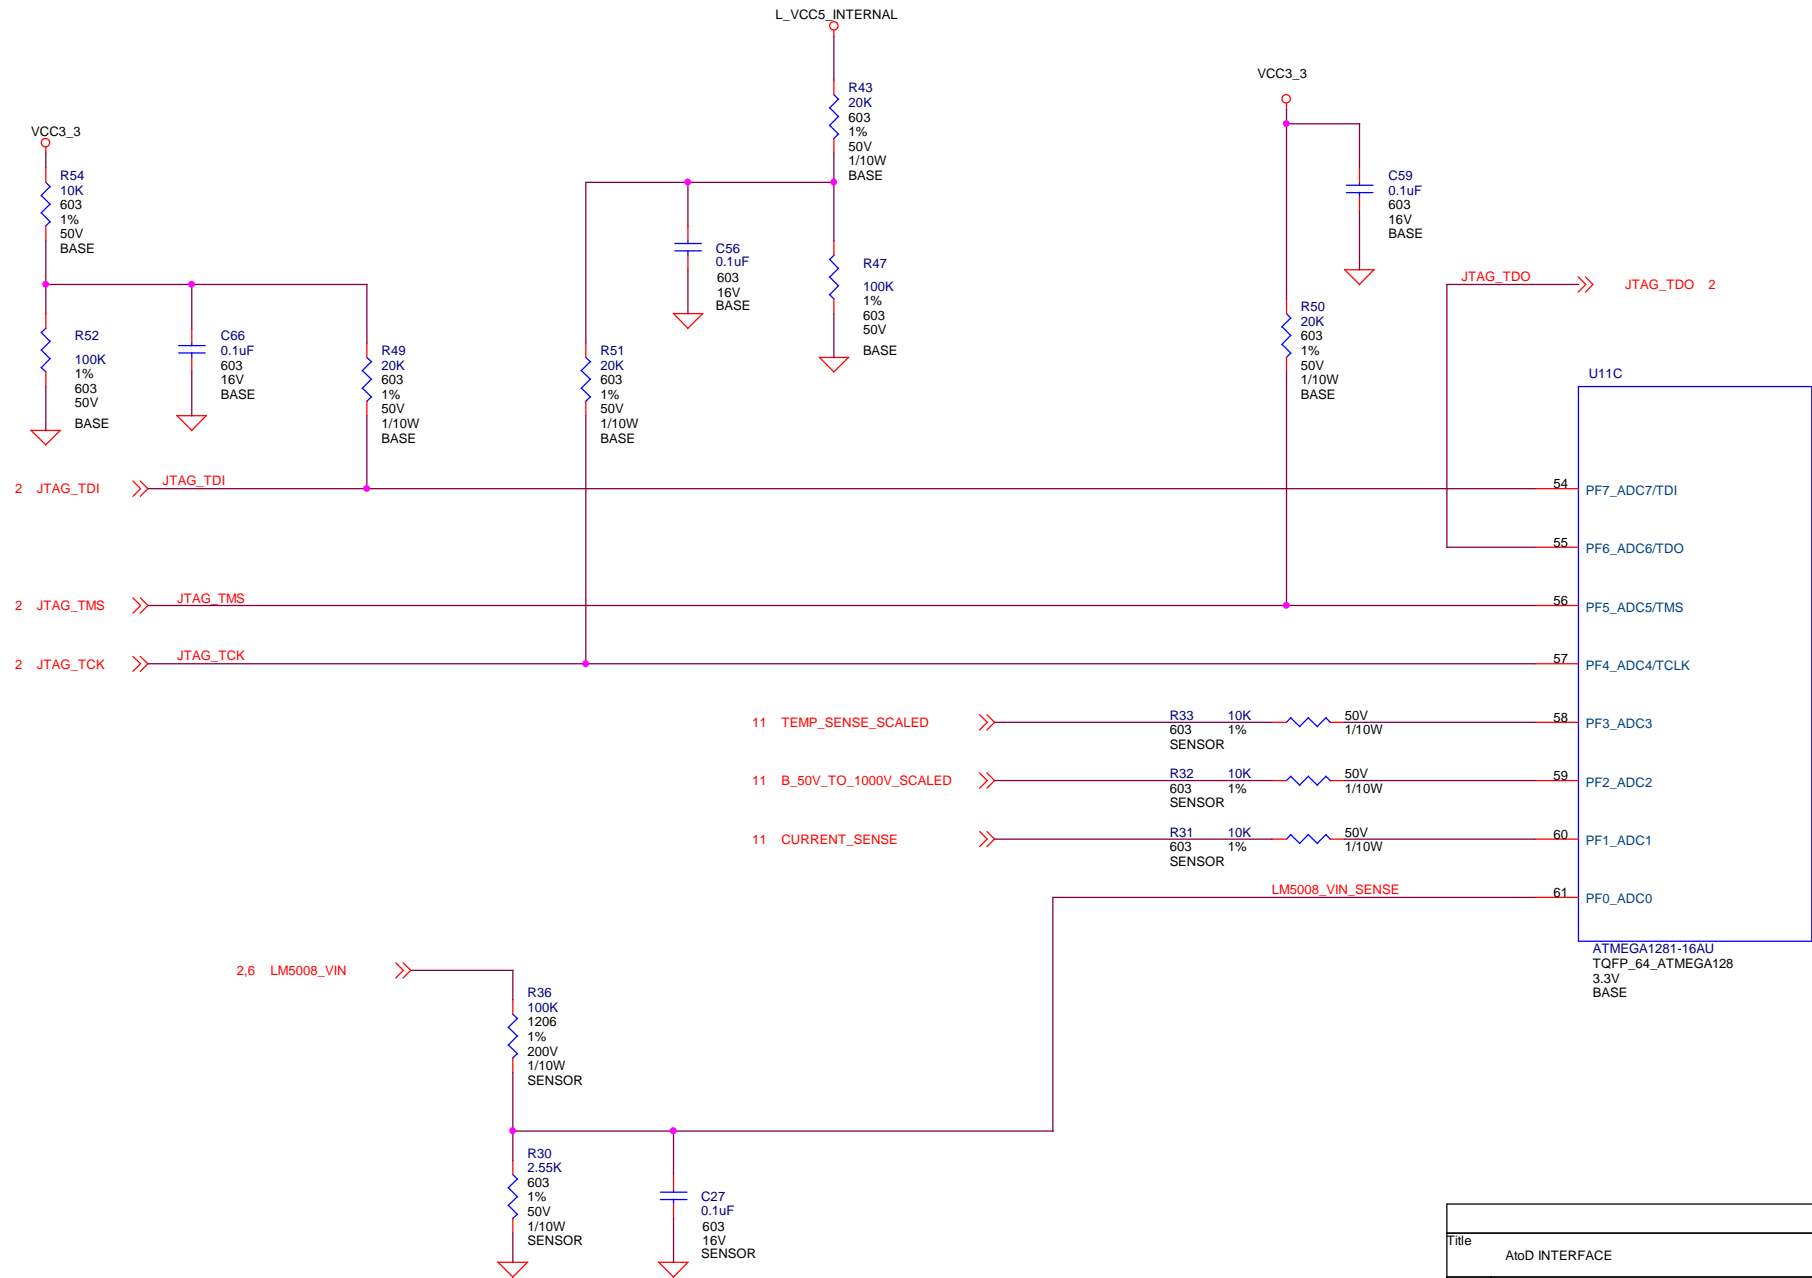 L_VCC5_INTERNAL
R43
20K
603
1%
50V
1/10W
BASE
VCC3_3
VCC3_3
R54
10K
603
1%
50V
BASE
C59
0.1uF
603
16V
BASE
C56
0.1uF
603
16V
BASE
R47
100K
1%
603
50V
BASE
JTAG_TDO
JTAG_TDO 2
R52
100K
1%
603
50V
BASE
C66
0.1uF
603
16V
BASE
R49
20K
603
1%
50V
1/10W
BASE
R51
20K
603
1%
50V
1/10W
BASE
R50
20K
603
1%
50V
1/10W
BASE
U11C
2 JTAG_TDI JTAG_TDI
54 PF7_ADC7/TDI
55 PF6_ADC6/TDO
2 JTAG_TMS JTAG_TMS
56 PF5_ADC5/TMS
2 JTAG_TCK JTAG_TCK
57 PF4_ADC4/TCLK
11 TEMP_SENSE_SCALED
R33 10K 50V
603 1% 1/10W
SENSOR
58 PF3_ADC3
11 B_50V_TO_1000V_SCALED
R32 10K 50V
603 1% 1/10W
SENSOR
59 PF2_ADC2
11 CURRENT_SENSE
R31 10K 50V
603 1% 1/10W
SENSOR
60 PF1_ADC1
LM5008_VIN_SENSE
61 PF0_ADC0
ATMEGA1281-16AU
TQFP_64_ATMEGA128
3.3V
BASE
2,6 LM5008_VIN
R36
100K
1206
1%
200V
1/10W
SENSOR
R30
2.55K
603
1%
50V
1/10W
SENSOR
C27
0.1uF
603
16V
SENSOR
Title
AtoD INTERFACE